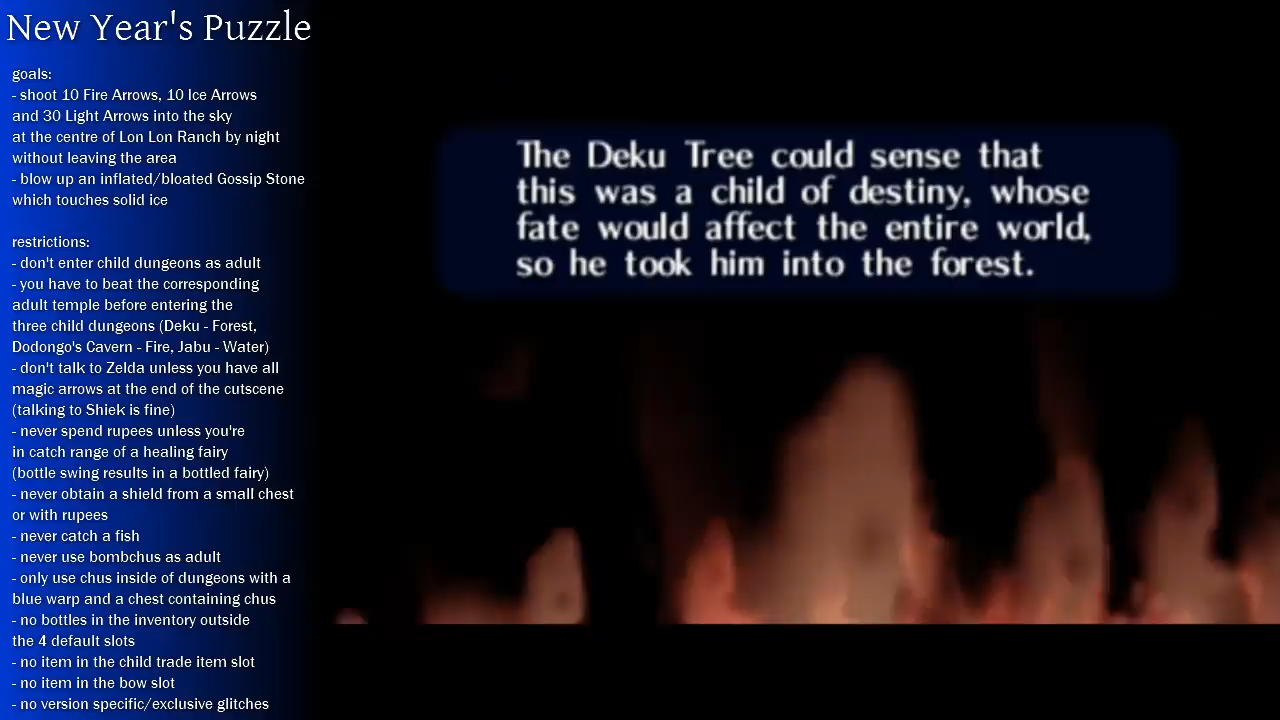 New Year's Puzzle
goals:
- shoot 10 Fire Arrows, 10 Ice Arrows
and 30 Light Arrows into the sky
at the centre of Lon Lon Ranch by night
without leaving the area
- blow up an inflated/bloated Gossip Stone
which touches solid ice
restrictions:
- don't enter child dungeons as adult
- you have to beat the corresponding
adult temple before entering the
three child dungeons (Deku - Forest,
Dodongo's Cavern - Fire, Jabu - Water)
- don't talk to Zelda unless you have all
magic arrows at the end of the cutscene
(talking to Shiek is fine)
- never spend rupees unless you're
in catch range of a healing fairy
(bottle swing results in a bottled fairy)
- never obtain a shield from a small chest
or with rupees
- never catch a fish
- never use bombchus as adult
- only use chus inside of dungeons with a
blue warp and a chest containing chus
- no bottles in the inventory outside
the 4 default slots
- no item in the child trade item slot
- no item in the bow slot
- no version specific/exclusive glitches
The Deku Tree could sense that
this was a child of destiny, whose
fate would affect the entire world,
so he took him into the forest.